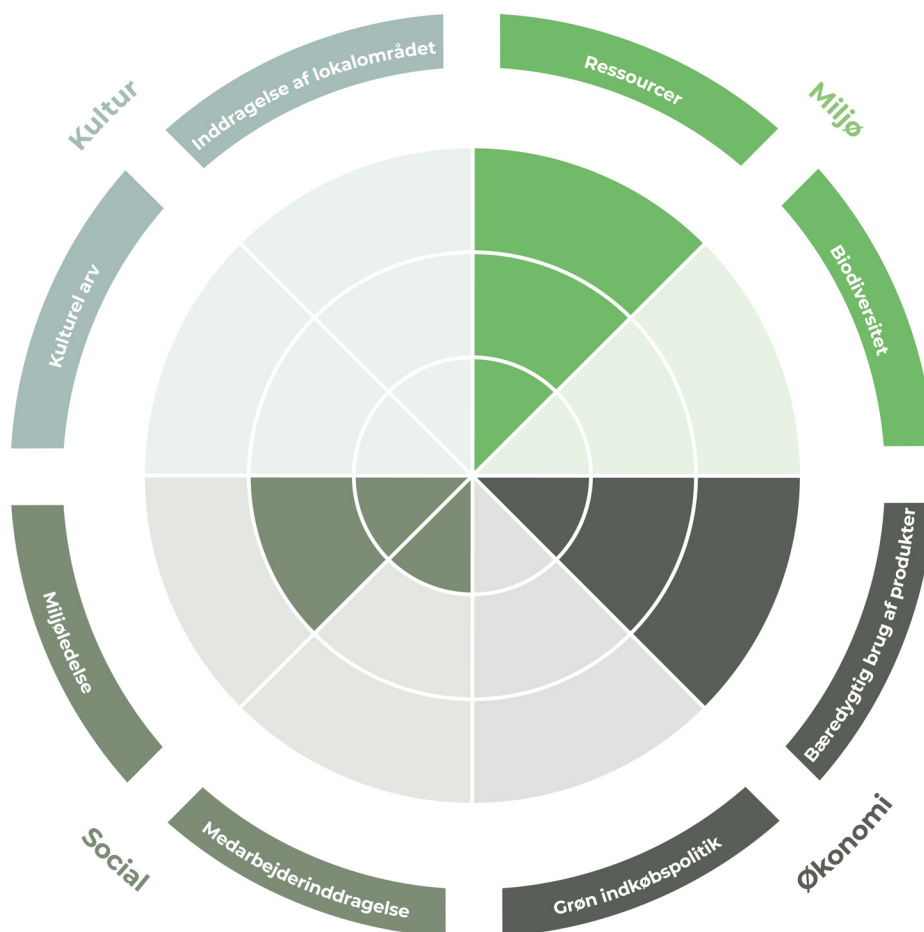 Kultur
Inddragelse af lokalområdet
Ressourcer
Miljø
Kulturel arv
Biodiversitet
Miljøledelse
Bæredygtig brug af produkter
Social
Medarbejderinddragelse
Grøn indkøbspolitik
Økonomi